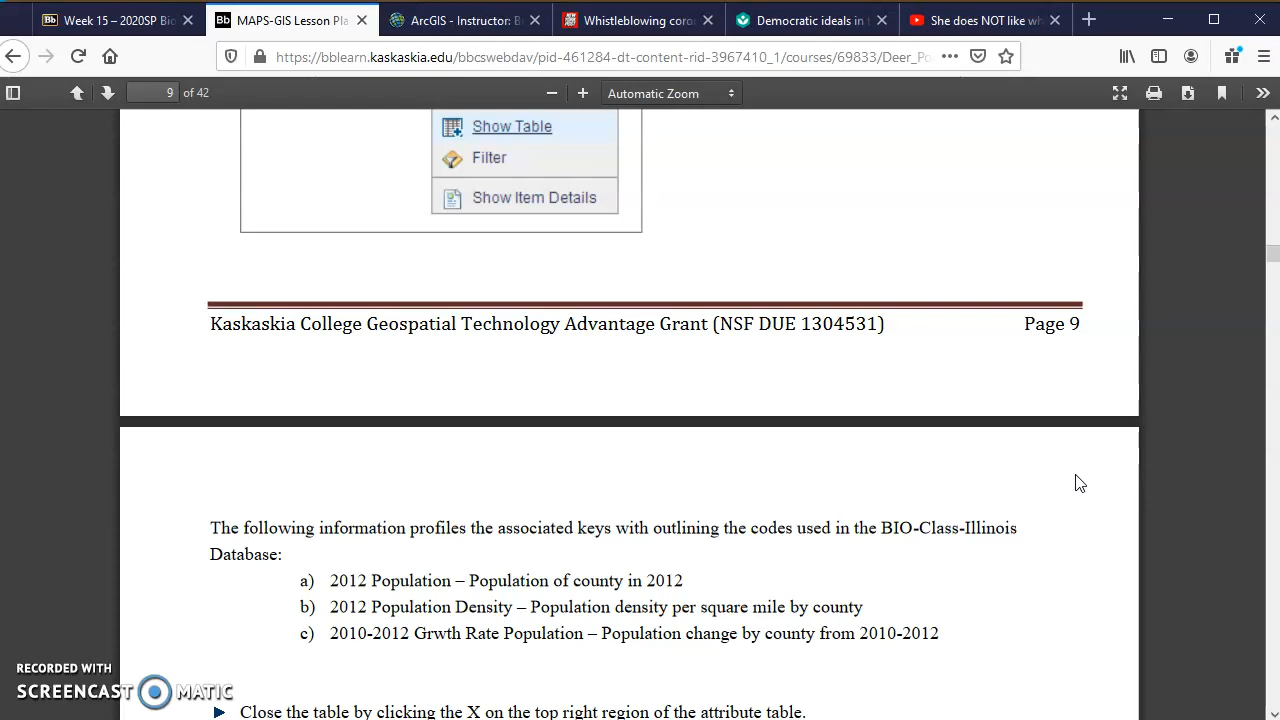 Week 15 – 2020SP Bio
MAPS-GIS Lesson Pla
ArcGIS - Instructor: B
Whistleblowing coro
Democratic ideals in
She does NOT like wh
https://bblearn.kaskaskia.edu/bbcswebdav/pid-461284-dt-content-rid-3967410_1/courses/69833/Deer_Po
9 of 42
Automatic Zoom
Show Table
Filter
Show Item Details
Kaskaskia College Geospatial Technology Advantage Grant (NSF DUE 1304531) Page 9
The following information profiles the associated keys with outlining the codes used in the BIO-Class-Illinois
Database:
a) 2012 Population – Population of county in 2012
b) 2012 Population Density – Population density per square mile by county
c) 2010-2012 Grwth Rate Population – Population change by county from 2010-2012
Close the table by clicking the X on the top right region of the attribute table.
RECORDED WITH
SCREENCAST MATIC